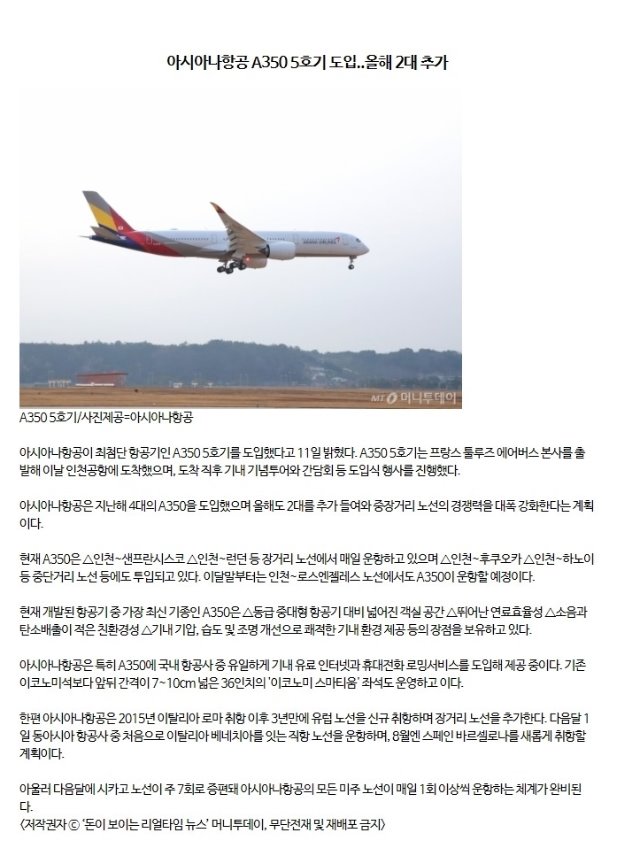 아시아나항공 A350 5호기 도입..올해 2대 추가
ASIANA AIRLINES
MT 머니투데이
A350 5호기/사진제공=아시아나항공
아시아나항공이 최첨단 항공기인 A350 5호기를 도입했다고 11일 밝혔다. A350 5호기는 프랑스 툴루즈 에어버스 본사를 출
발해 이날 인천공항에 도착했으며, 도착 직후 기내 기념투어와 간담회 등 도입식 행사를 진행했다.
아시아나항공은 지난해 4대의 A350을 도입했으며 올해도 2대를 추가 들여와 중장거리 노선의 경쟁력을 대폭 강화한다는 계획
이다.
현재 A350은 △인천~샌프란시스코 △인천~런던 등 장거리 노선에서 매일 운항하고 있으며 △인천~후쿠오카 △인천~하노이
등 중단거리 노선 등에도 투입되고 있다. 이달말부터는 인천~로스엔젤레스 노선에서도 A350이 운항할 예정이다.
현재 개발된 항공기 중 가장 최신 기종인 A350은 △동급 중대형 항공기 대비 넓어진 객실 공간 △뛰어난 연료효율성 △소음과
탄소배출이 적은 친환경성 △기내 기압, 습도 및 조명 개선으로 쾌적한 기내 환경 제공 등의 장점을 보유하고 있다.
아시아나항공은 특히 A350에 국내 항공사 중 유일하게 기내 유료 인터넷과 휴대전화 로밍서비스를 도입해 제공 중이다. 기존
이코노미석보다 앞뒤 간격이 7~10cm 넓은 36인치의 '이코노미 스마티움' 좌석도 운영하고 이다.
한편 아시아나항공은 2015년 이탈리아 로마 취항 이후 3년만에 유럽 노선을 신규 취항하며 장거리 노선을 추가한다. 다음달 1
일 동아시아 항공사 중 처음으로 이탈리아 베네치아를 잇는 직항 노선을 운항하며, 8월엔 스페인 바르셀로나를 새롭게 취항할
계획이다.
아울러 다음달에 시카고 노선이 주 7회로 증편돼 아시아나항공의 모든 미주 노선이 매일 1회 이상씩 운항하는 체계가 완비된
다.
<저작권자 ⓒ '돈이 보이는 리얼타임 뉴스' 머니투데이, 무단전재 및 재배포 금지>